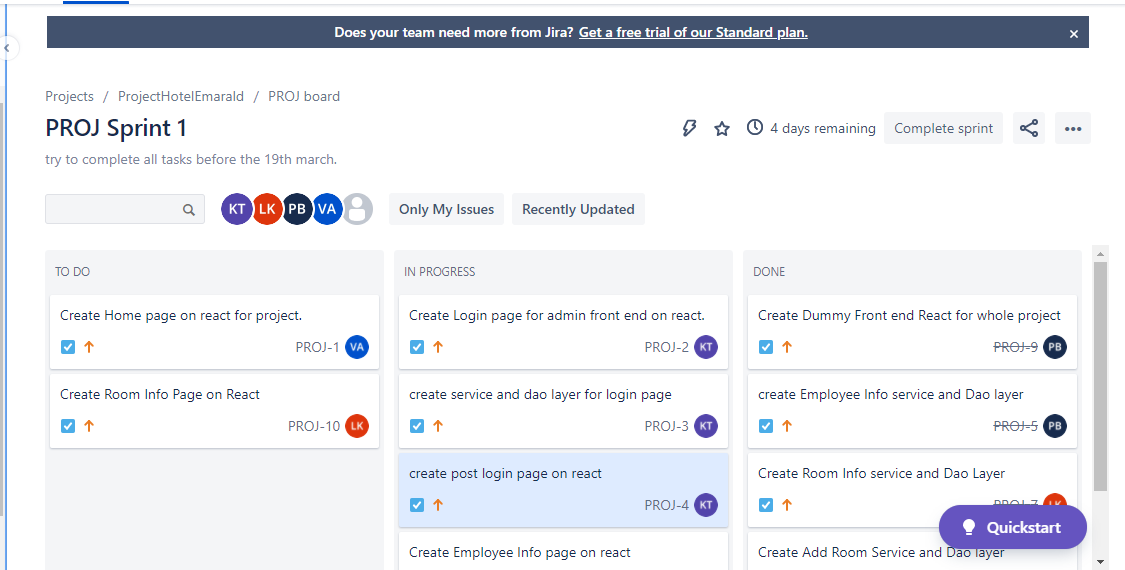 Does your team need more from Jira? Get a free trial of our Standard plan.
Projects / ProjectHotelEmarald / PROJ board
PROJ Sprint 1
4 days remaining
Complete sprint
try to complete all tasks before the 19th march.
KT LK PB VA
Only My Issues
Recently Updated
TO DO
Create Home page on react for project.
PROJ-1 VA
Create Room Info Page on React
PROJ-10 LK
IN PROGRESS
Create Login page for admin front end on react.
PROJ-2 KT
create service and dao layer for login page
PROJ-3 KT
create post login page on react
PROJ-4 KT
Create Employee Info page on react
DONE
Create Dummy Front end React for whole project
PROJ-9 PB
create Employee Info service and Dao layer
PROJ-5 PB
Create Room Info service and Dao Layer
PROJ-7 LK
Create Add Room Service and Dao layer
Quickstart